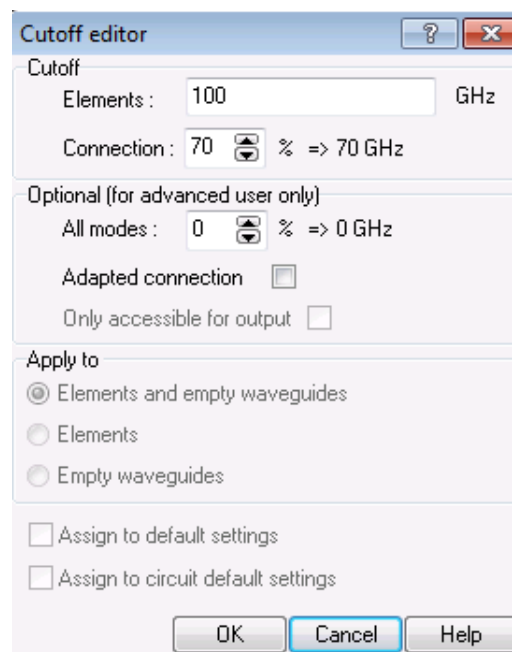 Cutoff editor
Cutoff
Elements : 100 GHz
Connection : 70 % => 70 GHz
Optional (for advanced user only)
All modes : 0 % => 0 GHz
Adapted connection
Only accessible for output
Apply to
Elements and empty waveguides
Elements
Empty waveguides
Assign to default settings
Assign to circuit default settings
OK Cancel Help